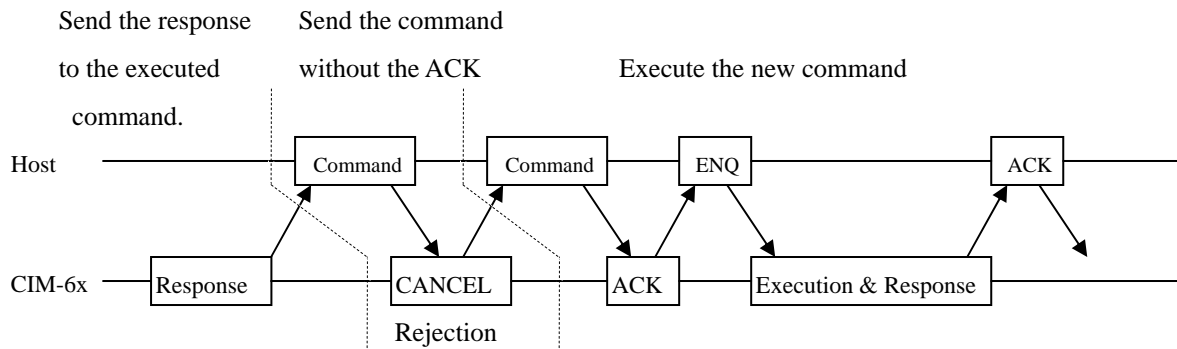 Send the response
to the executed
command.
Send the command
without the ACK
Execute the new command
Host
Command
Command
ENQ
ACK
CIM-6x
Response
CANCEL
ACK
Execution & Response
Rejection